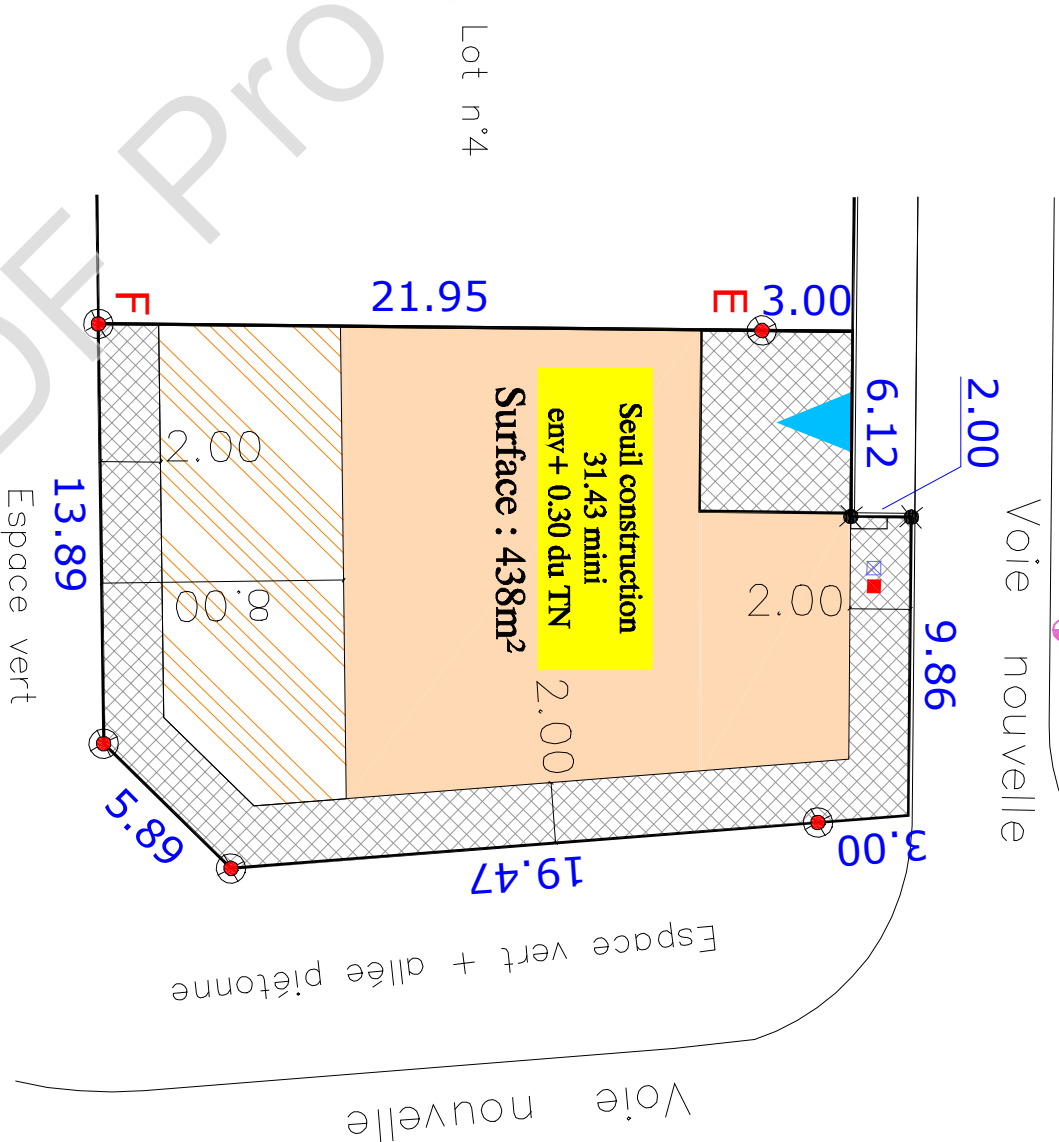 Lot n°4
DF Pro
F
21.95
E
3.00
6.12
2.00
Voie nouvelle
2.00
8.00
13.89
Espace vert
Seuil construction
31.43 mini
env+ 0.30 du TN
Surface : 438m²
2.00
2.00
9.86
3.00
19.47
5.89
Espace vert + allée piétonne
Voie nouvelle